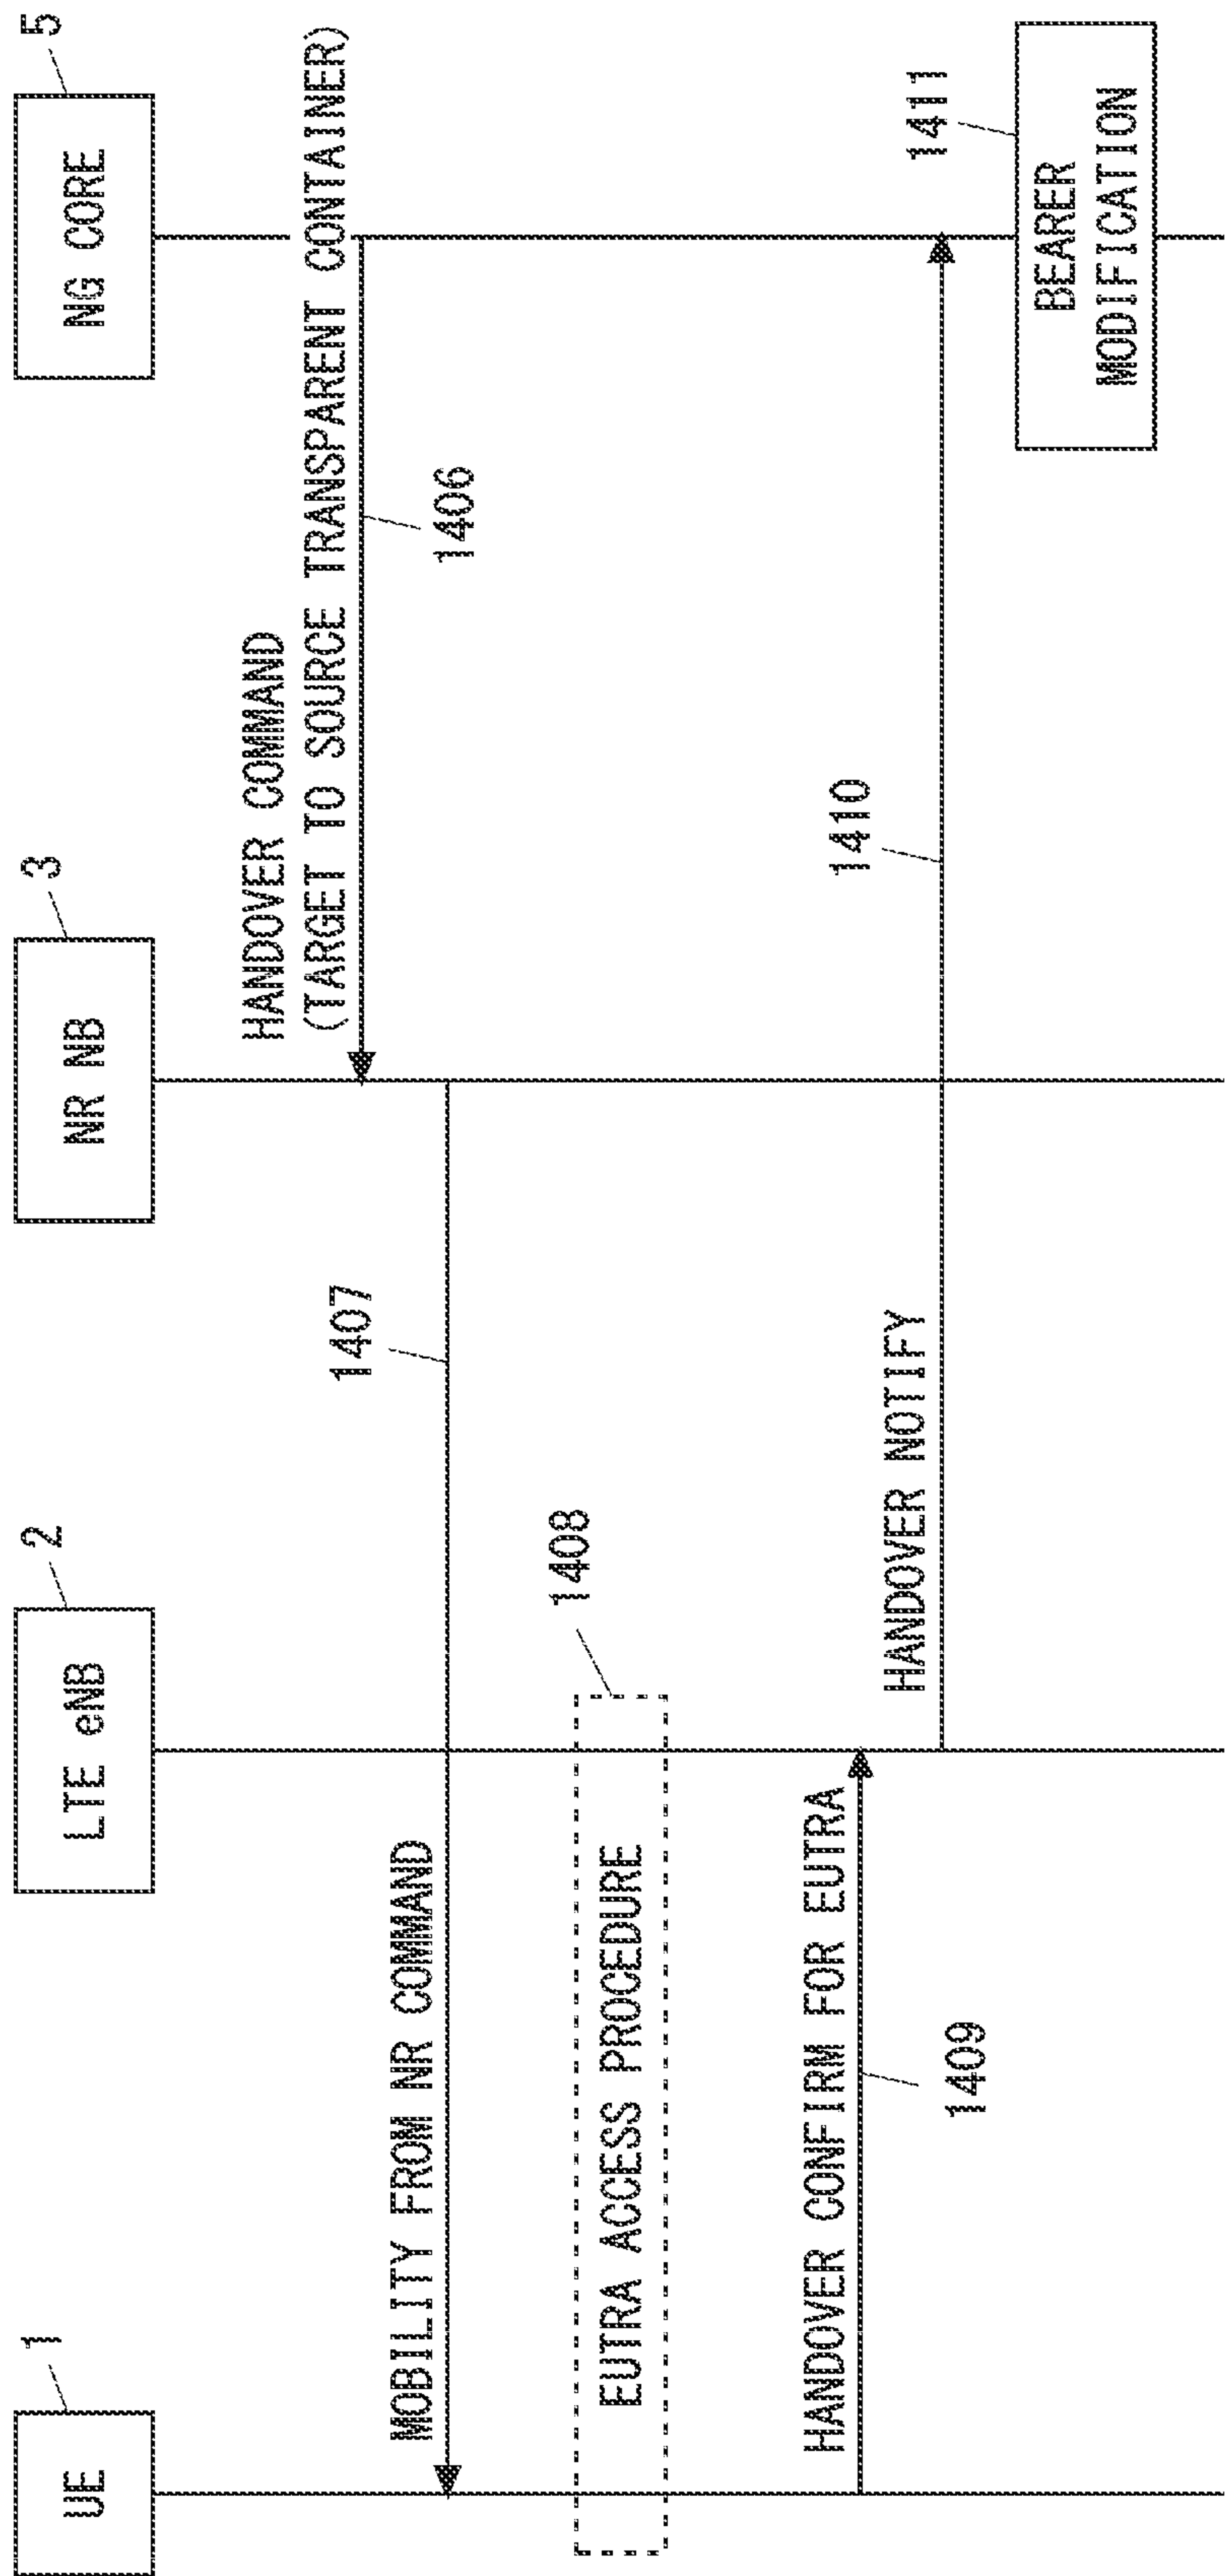 UE
1
LTE eNB
2
NR NB
3
NG CORE
5
HANDOVER COMMAND
(TARGET TO SOURCE TRANSPARENT CONTAINER)
1406
MOBILITY FROM NR COMMAND
1407
EUTRA ACCESS PROCEDURE
1408
HANDOVER CONFIRM FOR EUTRA
1409
HANDOVER NOTIFY
1410
BEARER
MODIFICATION
1411